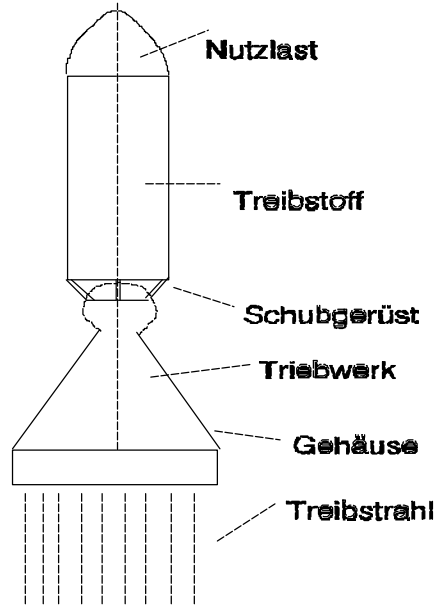 Nutzlast
Treibstoff
Schubgerüst
Triebwerk
Gehäuse
Treibstrahl